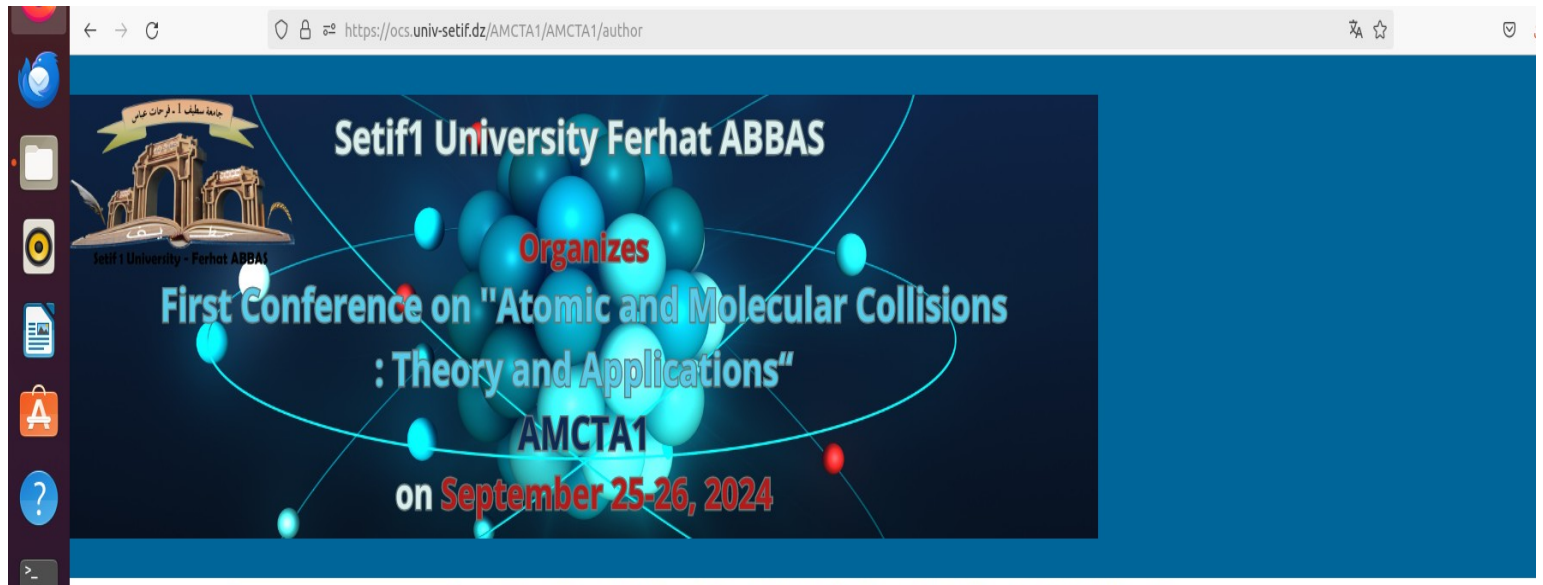 https://ocs.univ-setif.dz/AMCTA1/AMCTA1/author
جامعة سطيف 1 - فرحات عباس
Setif1 University Ferhat ABBAS
سطيف
Setif 1 University - Ferhat ABBAS
Organizes
First Conference on "Atomic and Molecular Collisions
: Theory and Applications“
AMCTA1
on September 25-26, 2024